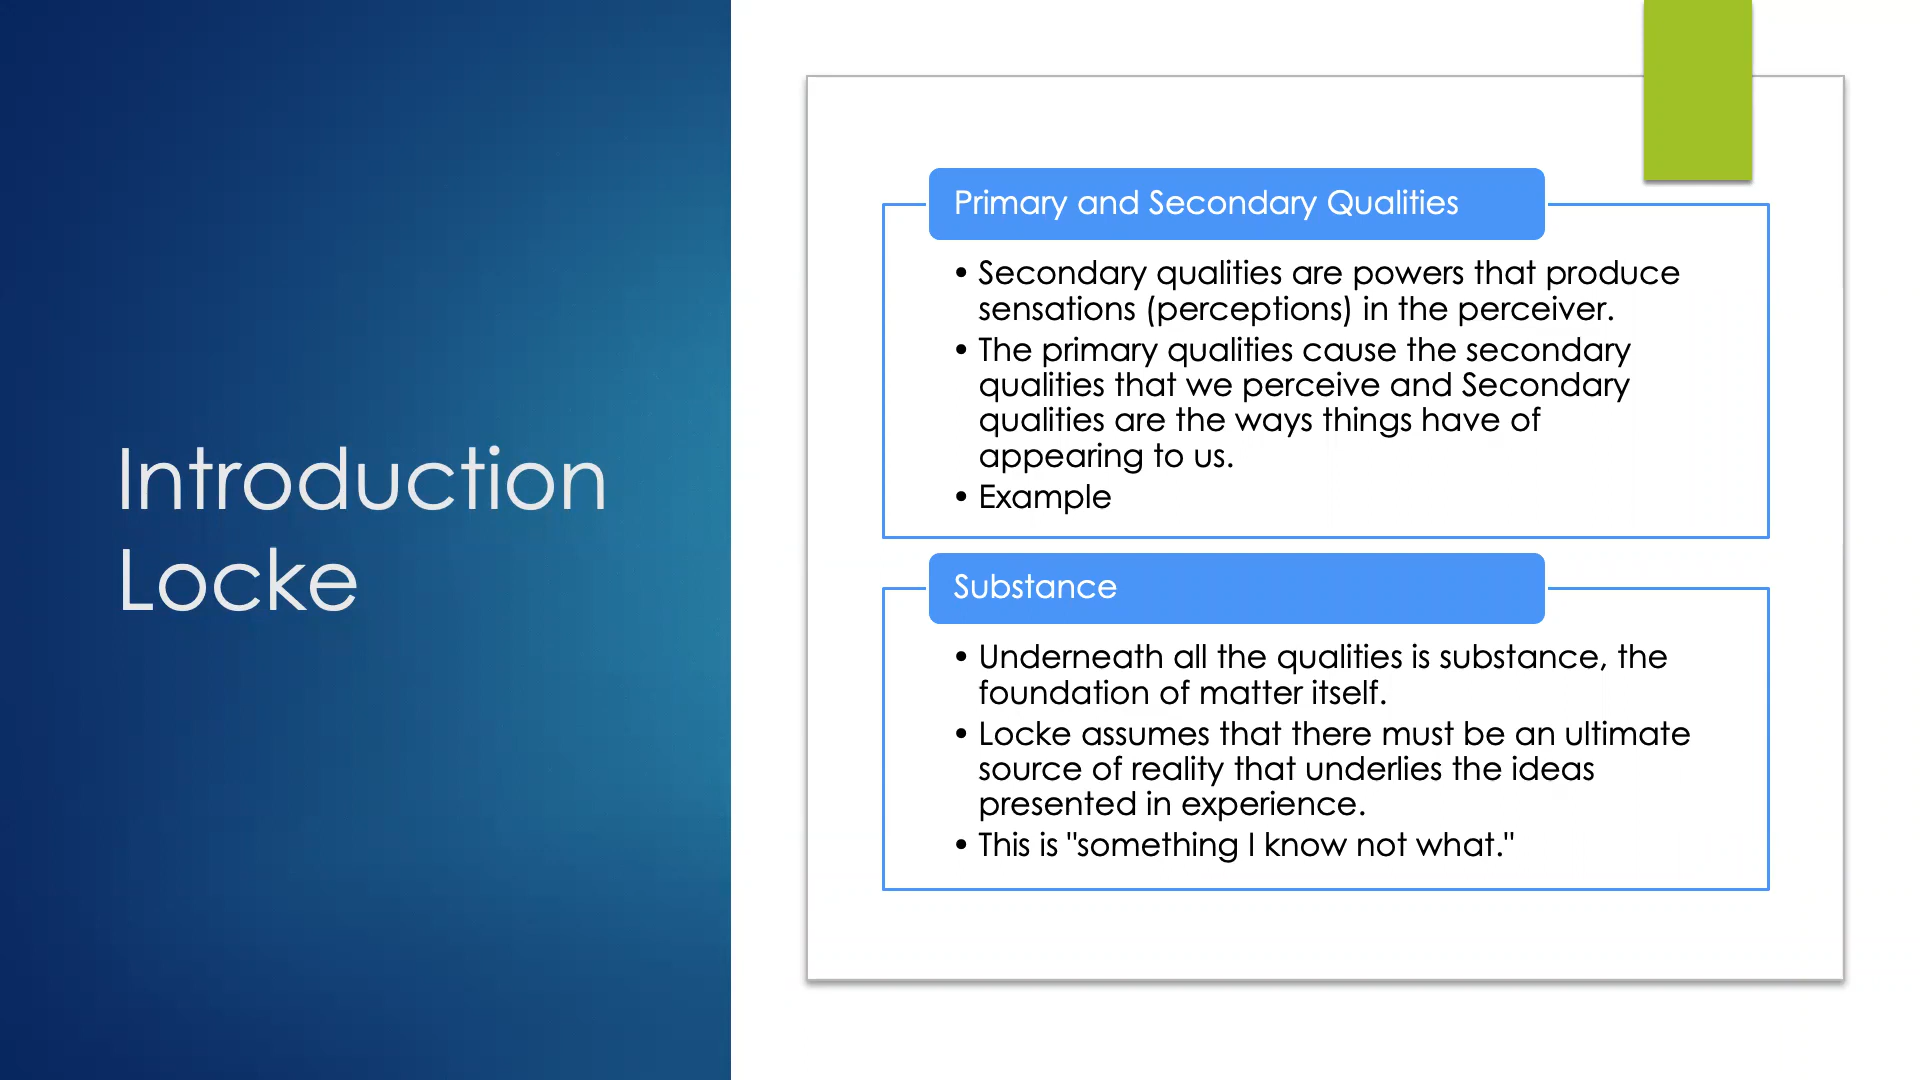 Introduction
Locke
Primary and Secondary Qualities
• Secondary qualities are powers that produce
sensations (perceptions) in the perceiver.
• The primary qualities cause the secondary
qualities that we perceive and Secondary
qualities are the ways things have of
appearing to us.
• Example
Substance
• Underneath all the qualities is substance, the
foundation of matter itself.
• Locke assumes that there must be an ultimate
source of reality that underlies the ideas
presented in experience.
• This is "something I know not what."